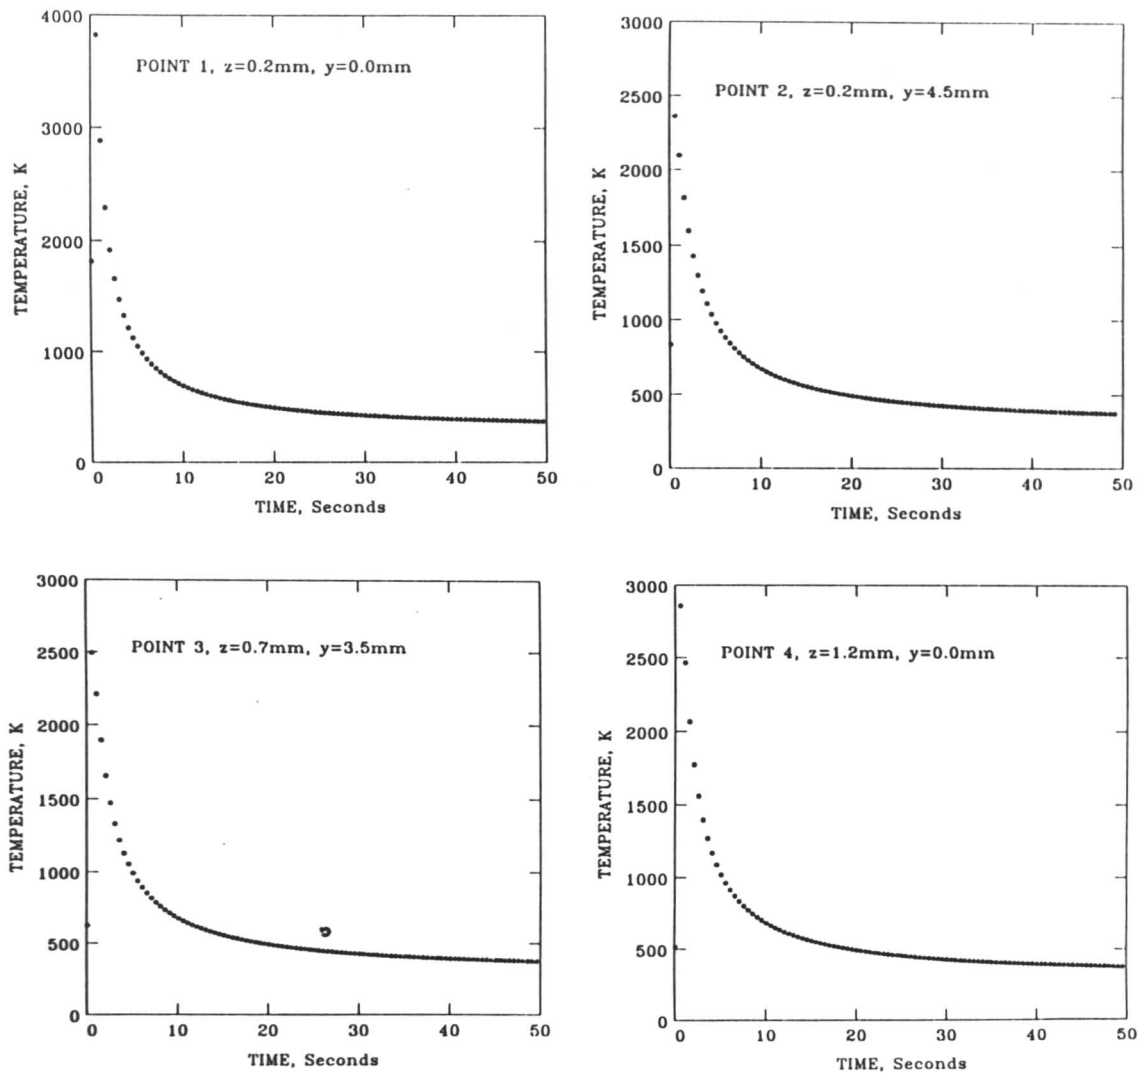 4000
3000
2000
1000
0
TEMPERATURE, K
POINT 1, z=0.2mm, y=0.0mm
0 10 20 30 40 50
TIME, Seconds
3000
2500
2000
1500
1000
500
0
TEMPERATURE, K
POINT 2, z=0.2mm, y=4.5mm
0 10 20 30 40 50
TIME, Seconds
3000
2500
2000
1500
1000
500
0
TEMPERATURE, K
POINT 3, z=0.7mm, y=3.5mm
0 10 20 30 40 50
TIME, Seconds
3000
2500
2000
1500
1000
500
0
TEMPERATURE, K
POINT 4, z=1.2mm, y=0.0mm
0 10 20 30 40 50
TIME, Seconds